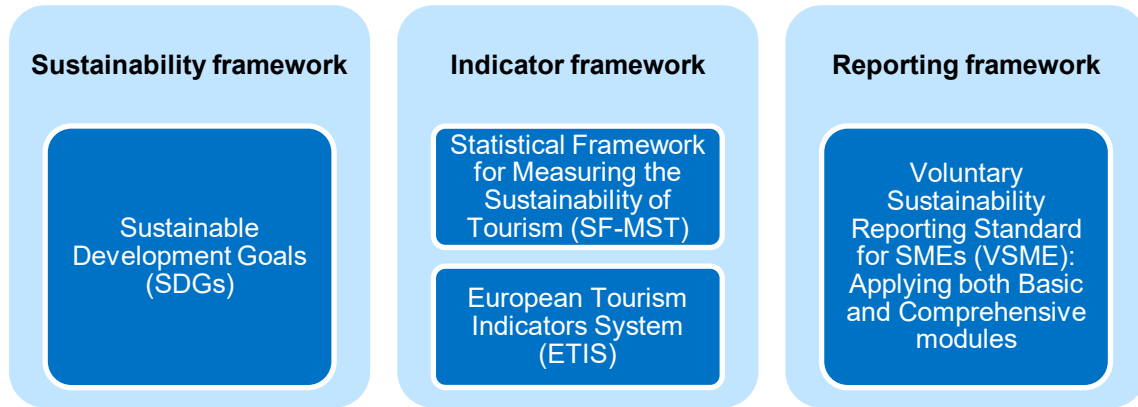 Sustainability framework
Sustainable
Development Goals
(SDGs)
Indicator framework
Statistical Framework
for Measuring the
Sustainability of
Tourism (SF-MST)
European Tourism
Indicators System
(ETIS)
Reporting framework
Voluntary
Sustainability
Reporting Standard
for SMEs (VSME):
Applying both Basic
and Comprehensive
modules